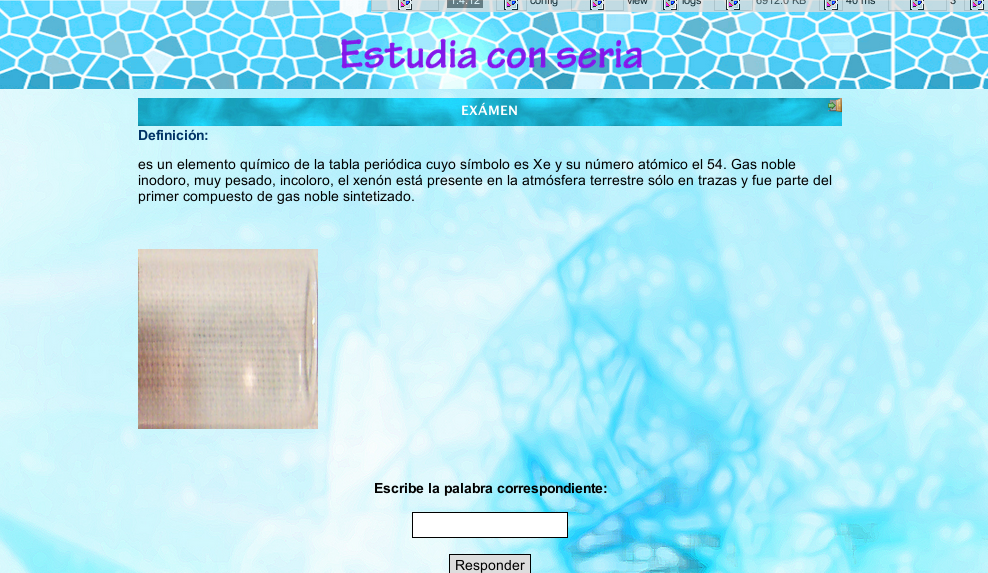 1.4.12 config view logs 6912.0 KB 40 ms 3
Estudia con seria
EXÁMEN
Definición:
es un elemento químico de la tabla periódica cuyo símbolo es Xe y su número atómico el 54. Gas noble
inodoro, muy pesado, incoloro, el xenón está presente en la atmósfera terrestre sólo en trazas y fue parte del
primer compuesto de gas noble sintetizado.
Escribe la palabra correspondiente:
Responder